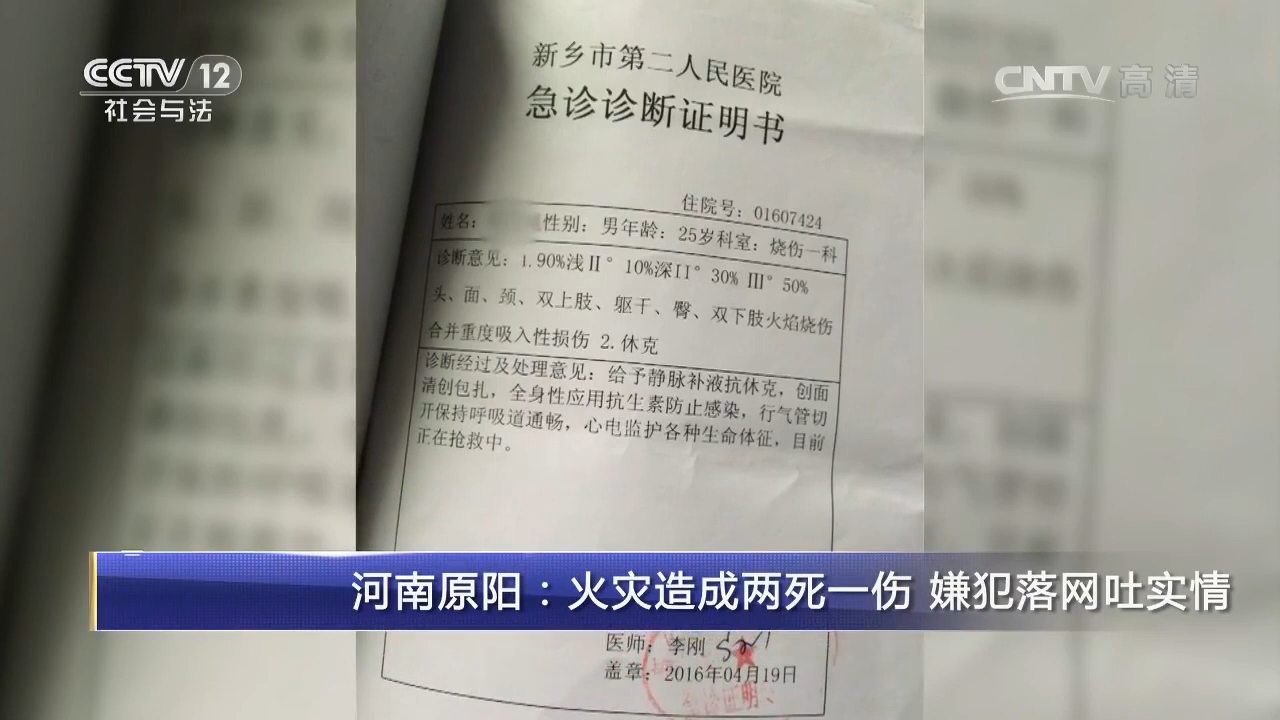 CCTV 12
社会与法
CNTV高清
新乡市第二人民医院
急诊诊断证明书
住院号：01607424
姓名： 性别：男年龄：25岁科室：烧伤一科
诊断意见：1.90%浅Ⅱ°10%深II°30% Ⅲ°50%
头、面、颈、双上肢、躯干、臀、双下肢火焰烧伤
合并重度吸入性损伤 2.休克
诊断经过及处理意见：给予静脉补液抗休克，创面
清创包扎，全身性应用抗生素防止感染，行气管切
开保持呼吸道通畅，心电监护各种生命体征，目前
正在抢救中。
河南原阳：火灾造成两死一伤 嫌犯落网吐实情
医师：李刚
盖章：2016年04月19日
急诊证明